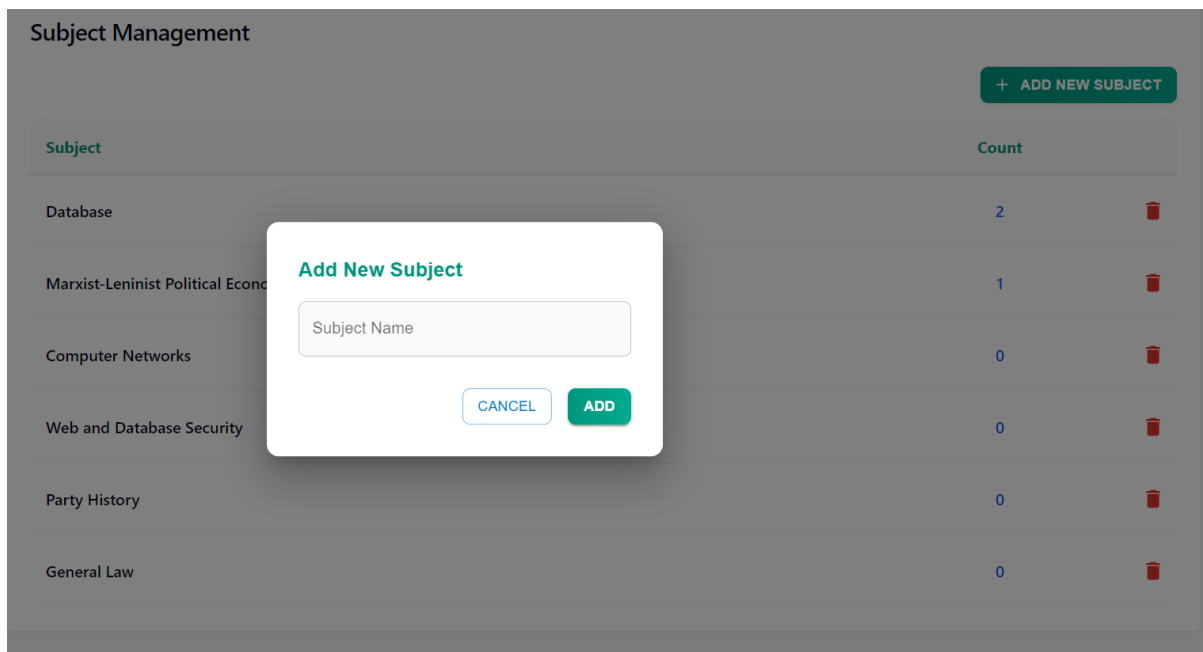 Subject Management
+ ADD NEW SUBJECT
Subject Count
Database 2
Marxist-Leninist Political 1
Computer Networks 0
Web and Database Security 0
Party History 0
General Law 0
Add New Subject
Subject Name
CANCEL ADD